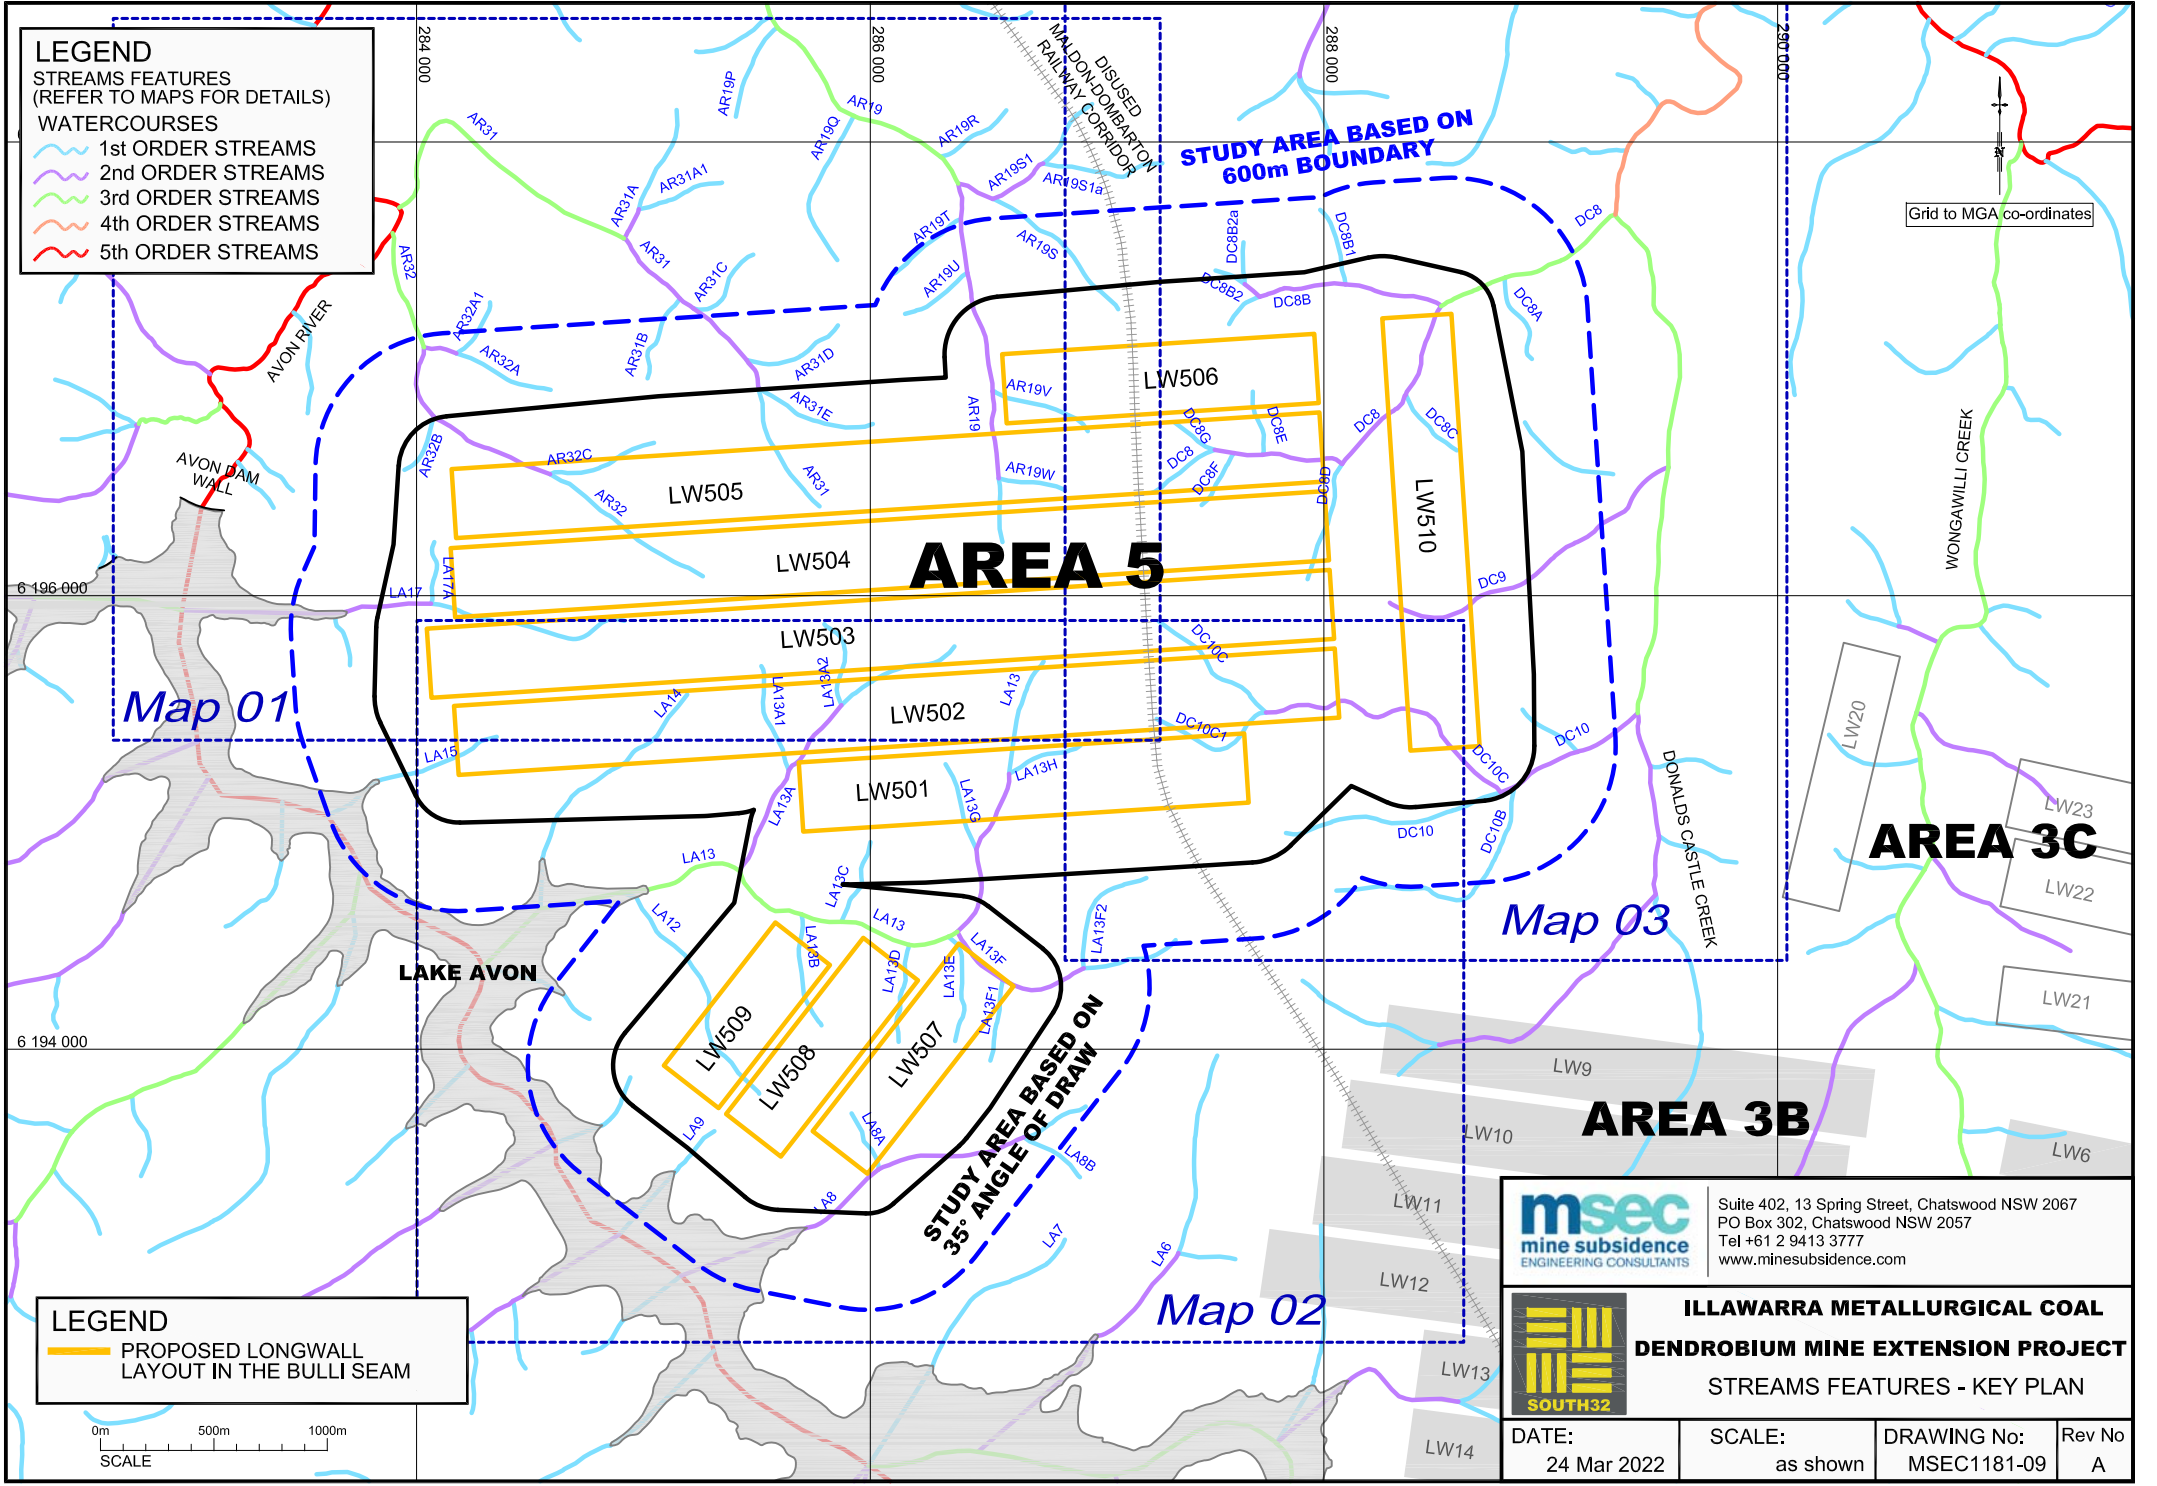 LEGEND
STREAMS FEATURES
(REFER TO MAPS FOR DETAILS)
WATERCOURSES
1st ORDER STREAMS
2nd ORDER STREAMS
3rd ORDER STREAMS
4th ORDER STREAMS
5th ORDER STREAMS
284 000
286 000
288 000
290 000
DISUSED
MALDON-DOMBARTON
RAILWAY CORRIDOR
STUDY AREA BASED ON
600m BOUNDARY
Grid to MGA co-ordinates
N
AR31
AR19P
AR19
AR19Q
AR19R
AR19S1
AR19S1a
AR31A1
AR31A
AR31
AR31C
AR32
AR32A1
AR32A
AR31B
AR31D
AR31E
AR19T
AR19U
AR19S
DC8B2a
DC8B1
DC8B2
DC8B
DC8
DC8A
AVON RIVER
AVON DAM
WALL
AR32B
AR32C
AR32
AR31
AR19
AR19V
AR19W
LW506
DC8G
DC8E
DC8
DC8F
DC8
DC8C
DC8D
LW505
LW504
LW510
AREA 5
WONGAWILLI CREEK
6 196 000
LA17
LA17A
DC9
LW503
DC10C
LA13A2
LA13A1
LA14
LA13
LW502
DC10C1
LA15
Map 01
LW501
LA13A
LA13G
LA13H
DC10C
DC10
DC10
DC10B
DONALDS CASTLE CREEK
LW20
LW23
AREA 3C
LW22
LW21
LA13
LA13C
LA13
LA12
LA13B
LA13D
LA13E
LA13F
LA13F1
LA13F2
Map 03
LAKE AVON
6 194 000
LW509
LW508
LW507
LA9
LA8A
LA8
LA8B
LA7
LA6
STUDY AREA BASED ON
35° ANGLE OF DRAW
LW9
AREA 3B
LW10
LW11
LW12
LW13
LW14
LW6
Map 02
LEGEND
PROPOSED LONGWALL
LAYOUT IN THE BULLI SEAM
0m 500m 1000m
SCALE
msec
mine subsidence
ENGINEERING CONSULTANTS
Suite 402, 13 Spring Street, Chatswood NSW 2067
PO Box 302, Chatswood NSW 2057
Tel +61 2 9413 3777
www.minesubsidence.com
SOUTH32
ILLAWARRA METALLURGICAL COAL
DENDROBIUM MINE EXTENSION PROJECT
STREAMS FEATURES - KEY PLAN
DATE:
24 Mar 2022
SCALE:
as shown
DRAWING No:
MSEC1181-09
Rev No
A